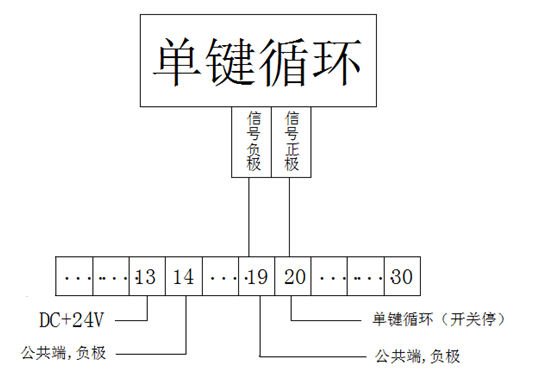 单键循环
信号负极
信号正极
...... 13 14 .... 19 20 ...... 30
DC+24V
单键循环（开关停）
公共端,负极
公共端,负极